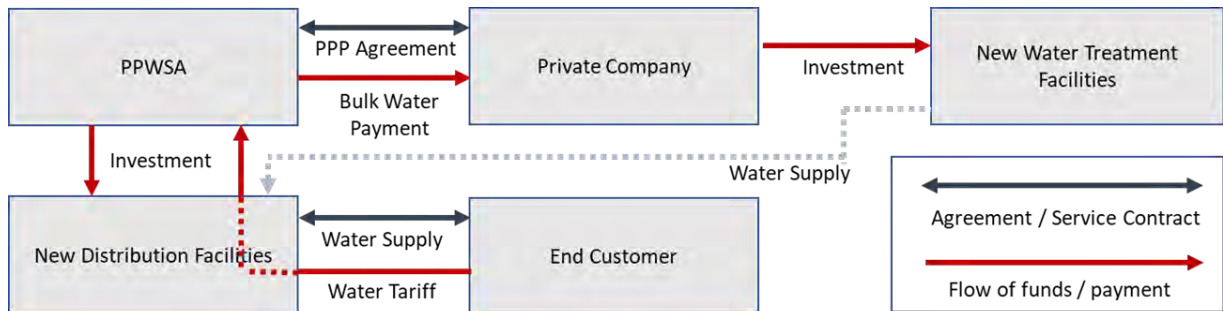 PPWSA
PPP Agreement
Bulk Water
Payment
Private Company
Investment
New Water Treatment
Facilities
Investment
Water Supply
New Distribution Facilities
Water Supply
Water Tariff
End Customer
Agreement / Service Contract
Flow of funds / payment